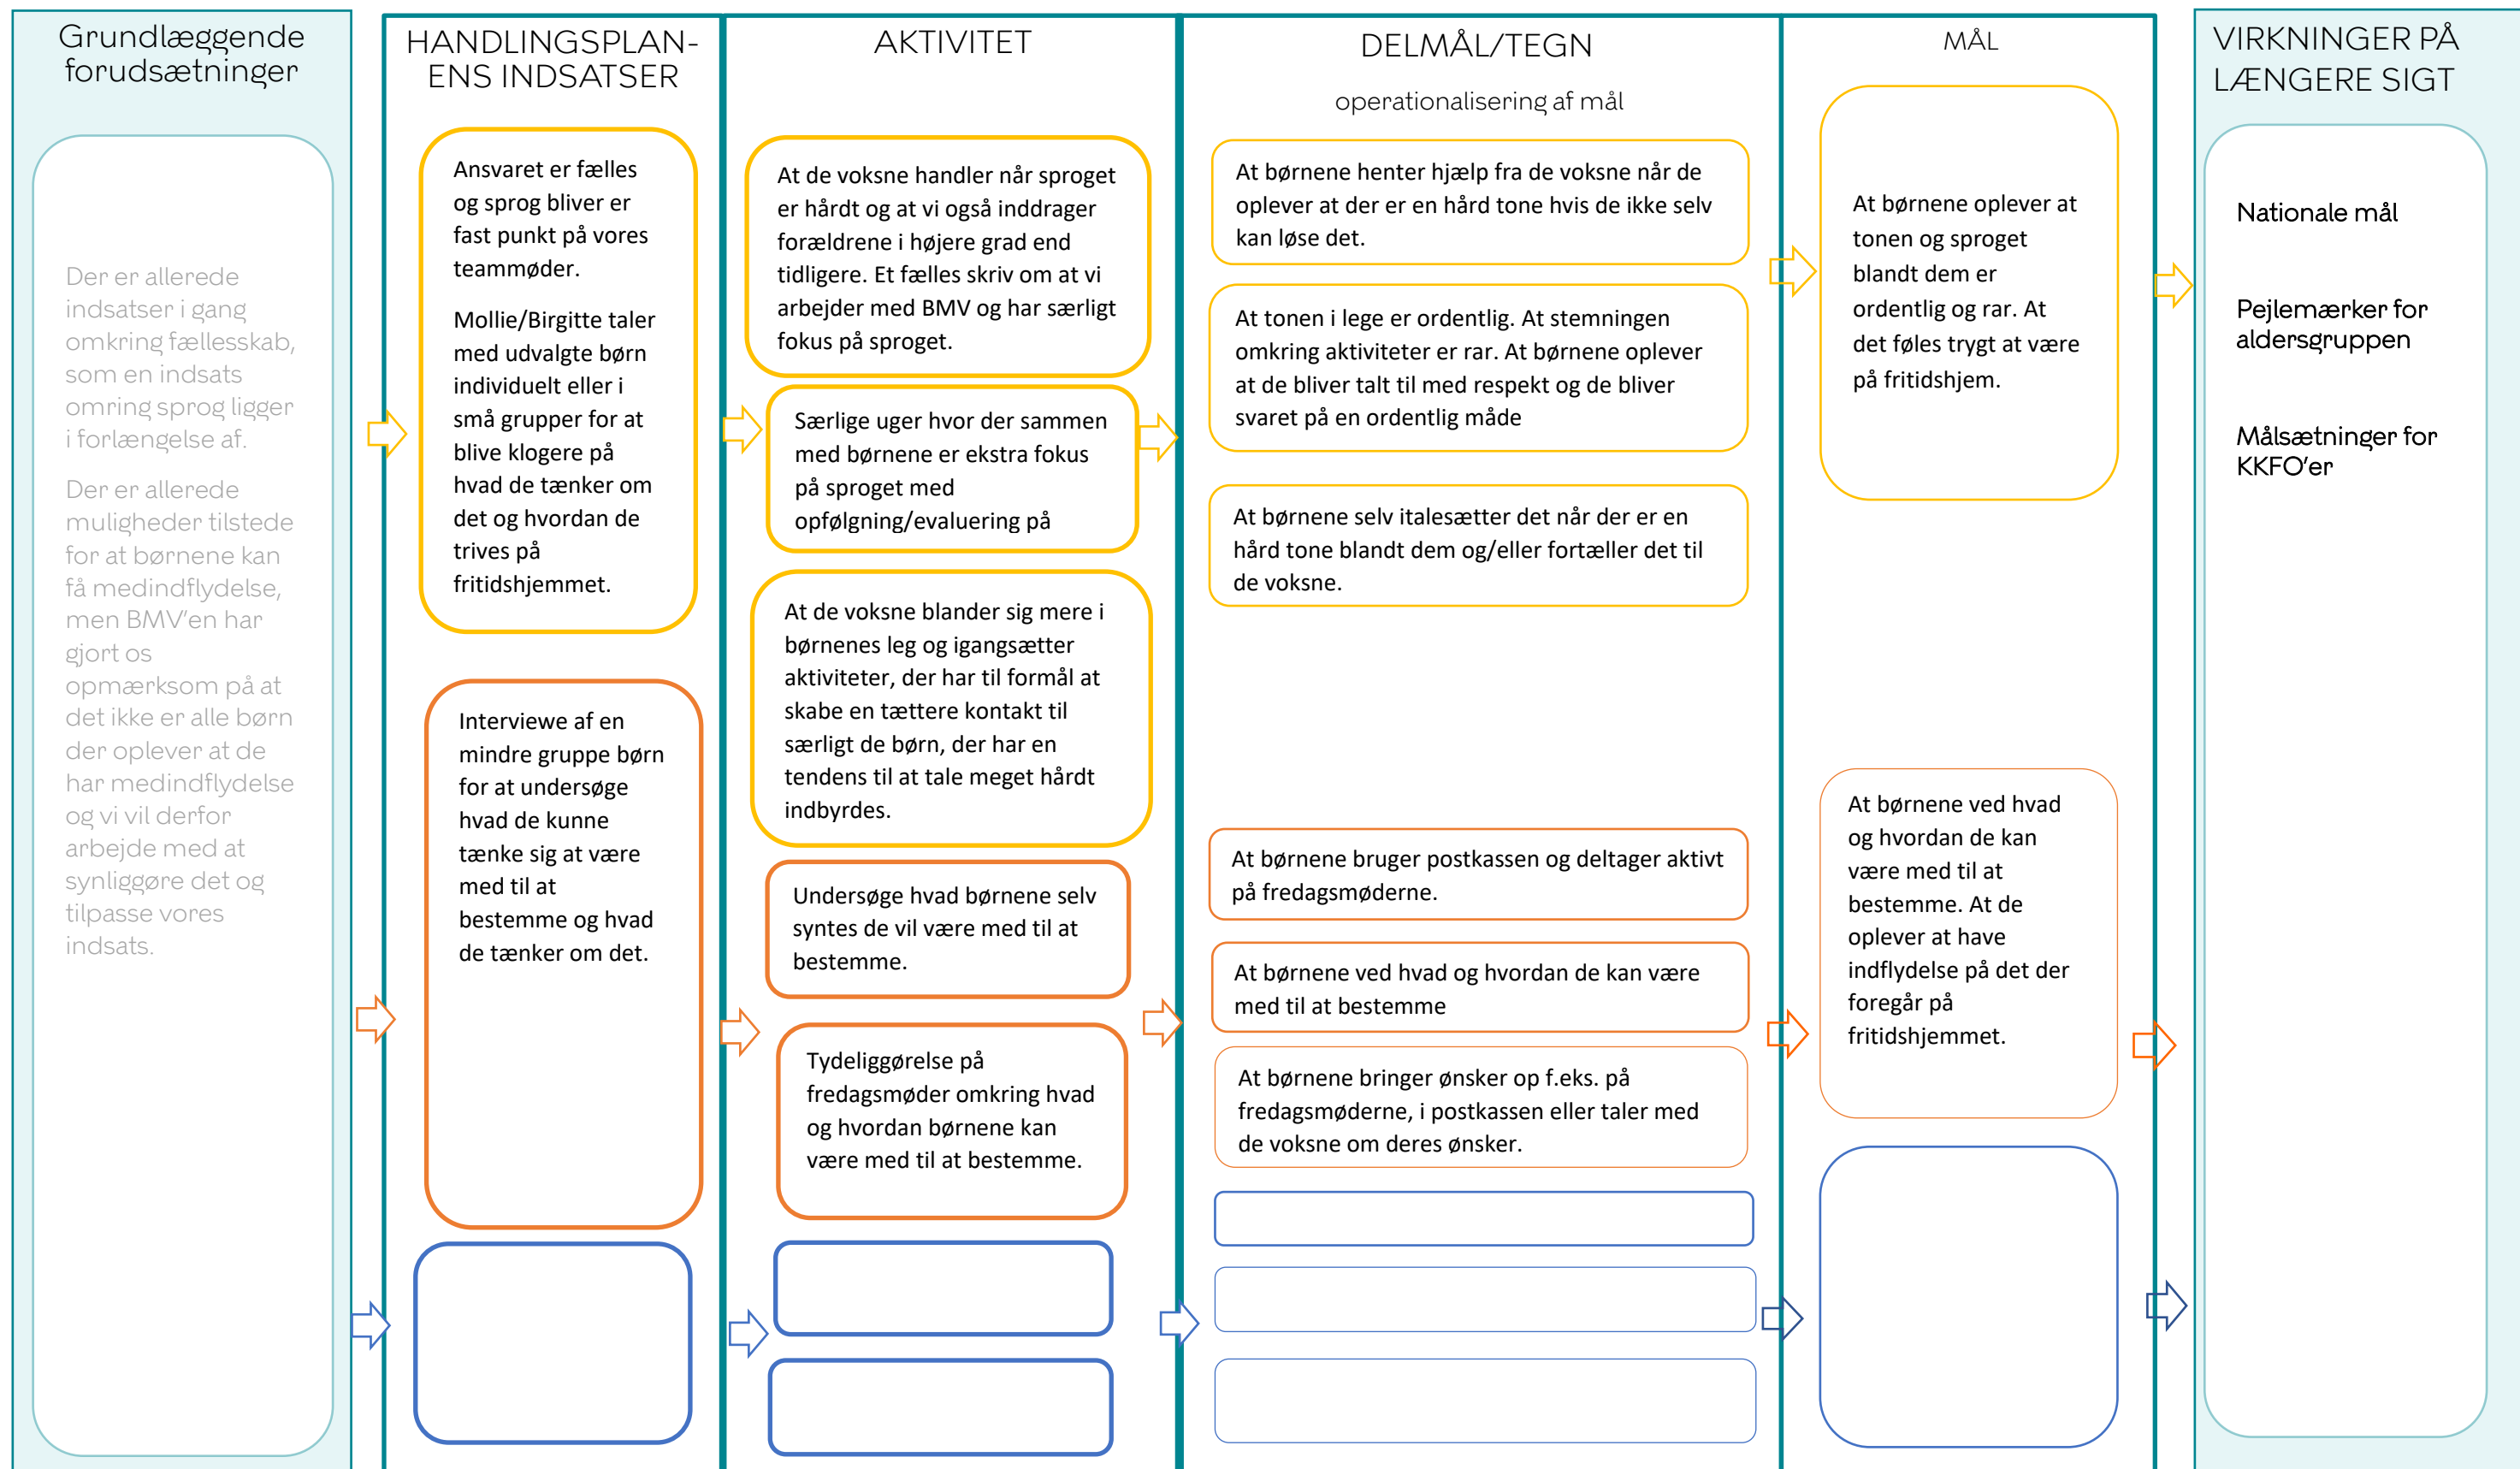 Grundlæggende
forudsætninger
Der er allerede
indsatser i gang
omkring fællesskab,
som en indsats
omring sprog ligger
i forlængelse af.
Der er allerede
muligheder tilstede
for at børnene kan
få medindflydelse,
men BMV'en har
gjort os
opmærksom på at
det ikke er alle børn
der oplever at de
har medindflydelse
og vi vil derfor
arbejde med at
synliggøre det og
tilpasse vores
indsats.
HANDLINGSPLAN-
ENS INDSATSER
Ansvaret er fælles
og sprog bliver er
fast punkt på vores
teammøder.
Mollie/Birgitte taler
med udvalgte børn
individuelt eller i
små grupper for at
blive klogere på
hvad de tænker om
det og hvordan de
trives på
fritidshjemmet.
Interviewe af en
mindre gruppe børn
for at undersøge
hvad de kunne
tænke sig at være
med til at
bestemme og hvad
de tænker om det.
AKTIVITET
At de voksne handler når sproget
er hårdt og at vi også inddrager
forældrene i højere grad end
tidligere. Et fælles skriv om at vi
arbejder med BMV og har særligt
fokus på sproget.
Særlige uger hvor der sammen
med børnene er ekstra fokus
på sproget med
opfølgning/evaluering på
At de voksne blander sig mere i
børnenes leg og igangsætter
aktiviteter, der har til formål at
skabe en tættere kontakt til
særligt de børn, der har en
tendens til at tale meget hårdt
indbyrdes.
Undersøge hvad børnene selv
syntes de vil være med til at
bestemme.
Tydeliggørelse på
fredagsmøder omkring hvad
og hvordan børnene kan
være med til at bestemme.
DELMÅL/TEGN
operationalisering af mål
At børnene henter hjælp fra de voksne når de
oplever at der er en hård tone hvis de ikke selv
kan løse det.
At tonen i lege er ordentlig. At stemningen
omkring aktiviteter er rar. At børnene oplever
at de bliver talt til med respekt og de bliver
svaret på en ordentlig måde
At børnene selv italesætter det når der er en
hård tone blandt dem og/eller fortæller det til
de voksne.
At børnene bruger postkassen og deltager aktivt
på fredagsmøderne.
At børnene ved hvad og hvordan de kan være
med til at bestemme
At børnene bringer ønsker op f.eks. på
fredagsmøderne, i postkassen eller taler med
de voksne om deres ønsker.
MÅL
At børnene oplever at
tonen og sproget
blandt dem er
ordentlig og rar. At
det føles trygt at være
på fritidshjem.
At børnene ved hvad
og hvordan de kan
være med til at
bestemme. At de
oplever at have
indflydelse på det der
foregår på
fritidshjemmet.
VIRKNINGER PÅ
LÆNGERE SIGT
Nationale mål
Pejlemærker for
aldersgruppen
Målsætninger for
KKFO'er